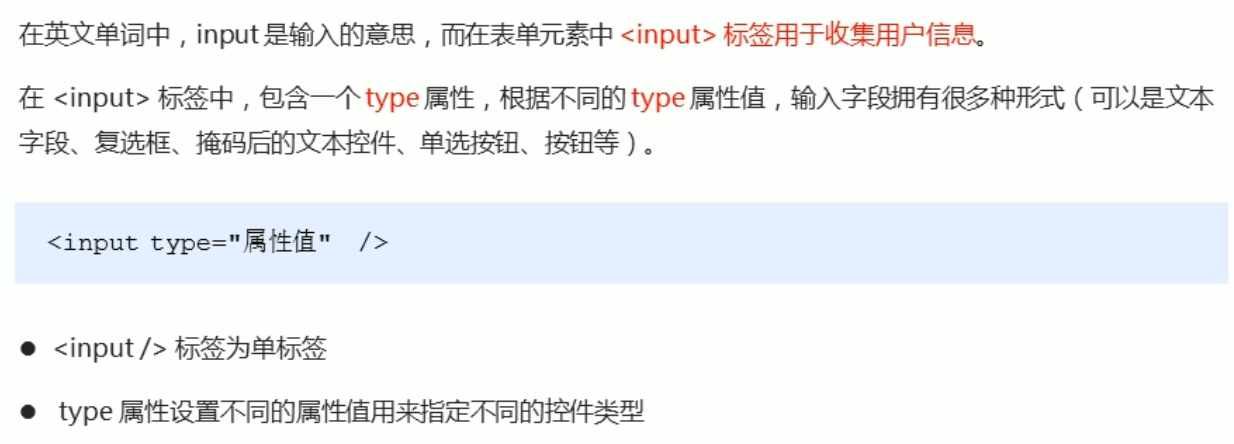 在英文单词中，input 是输入的意思，而在表单元素中 <input> 标签用于收集用户信息。
在 <input> 标签中，包含一个 type 属性，根据不同的 type 属性值，输入字段拥有很多种形式（可以是文本
字段、复选框、掩码后的文本控件、单选按钮、按钮等）。
<input type="属性值" />
● <input /> 标签为单标签
● type 属性设置不同的属性值用来指定不同的控件类型